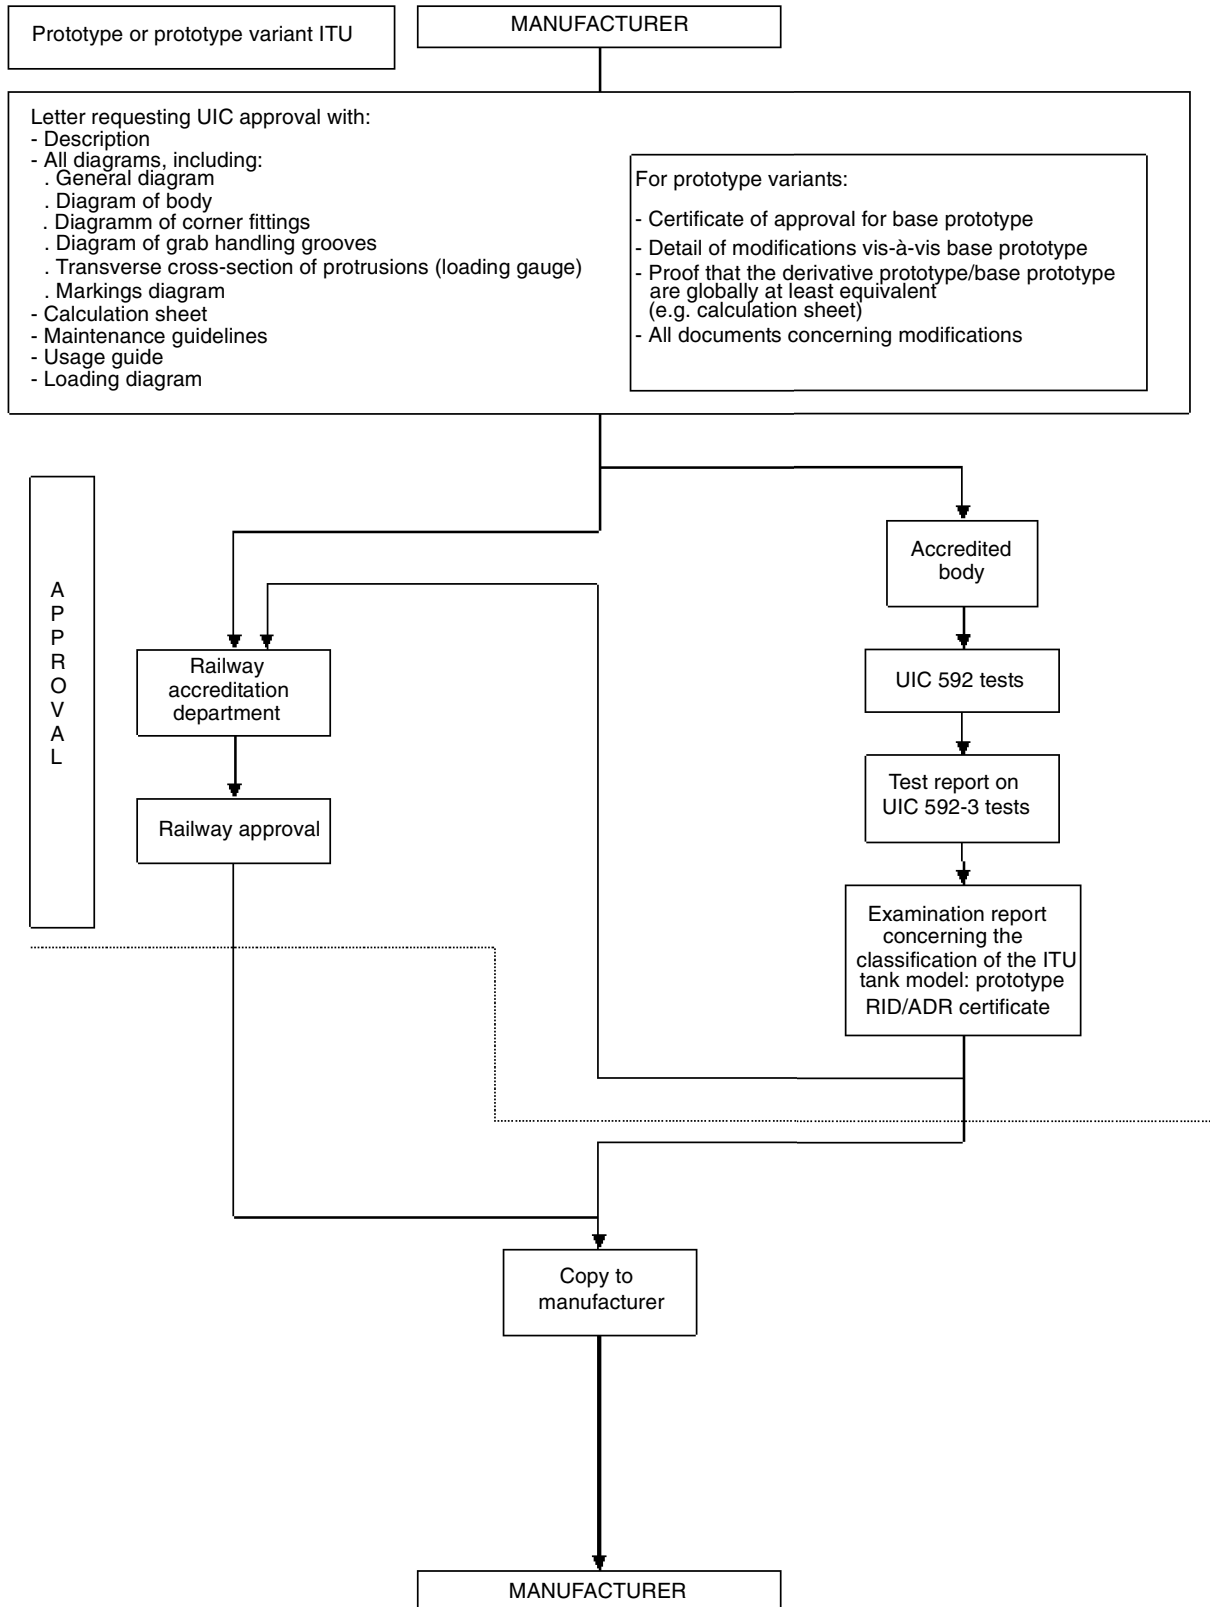 Prototype or prototype variant ITU
MANUFACTURER
Letter requesting UIC approval with:
- Description
- All diagrams, including:
. General diagram
. Diagram of body
. Diagramm of corner fittings
. Diagram of grab handling grooves
. Transverse cross-section of protrusions (loading gauge)
. Markings diagram
- Calculation sheet
- Maintenance guidelines
- Usage guide
- Loading diagram
For prototype variants:
- Certificate of approval for base prototype
- Detail of modifications vis-à-vis base prototype
- Proof that the derivative prototype/base prototype
are globally at least equivalent
(e.g. calculation sheet)
- All documents concerning modifications
A
P
P
R
O
V
A
L
Railway
accreditation
department
Railway approval
Accredited
body
UIC 592 tests
Test report on
UIC 592-3 tests
Examination report
concerning the
classification of the ITU
tank model: prototype
RID/ADR certificate
Copy to
manufacturer
MANUFACTURER